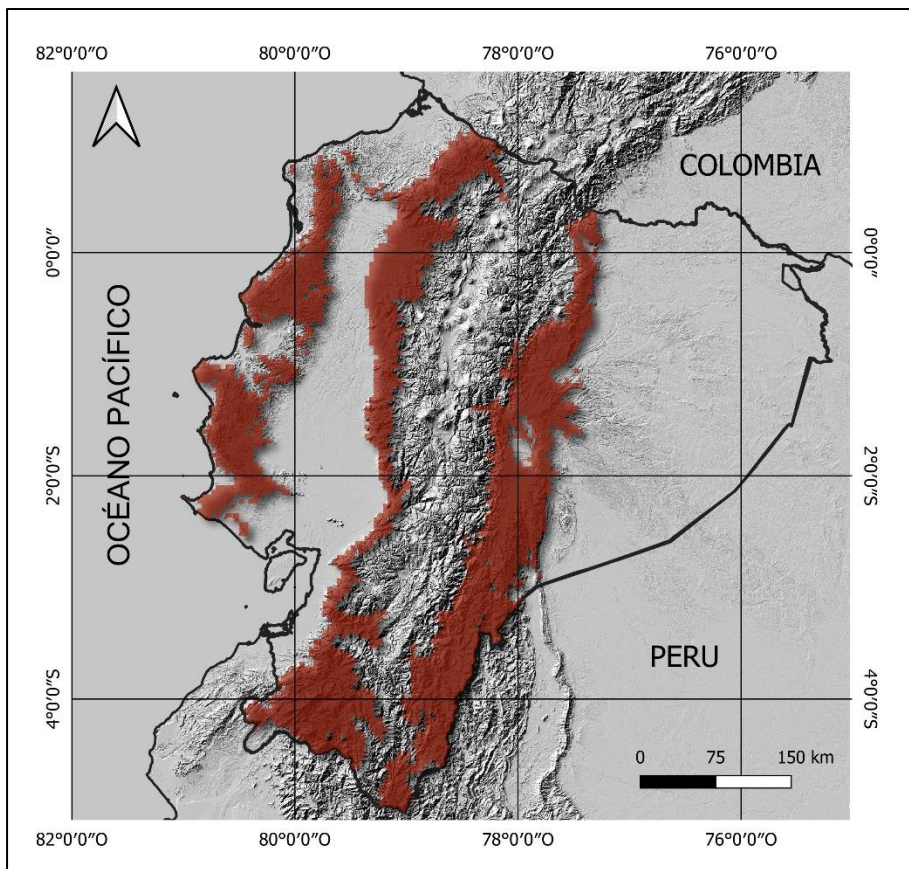 82°0′0″O 80°0′0″O 78°0′0″O 76°0′0″O
COLOMBIA
0°0′0″ 0°0′0″
OCÉANO PACÍFICO
2°0′0″S 2°0′0″S
PERU
4°0′0″S 4°0′0″S
0 75 150 km
82°0′0″O 80°0′0″O 78°0′0″O 76°0′0″O